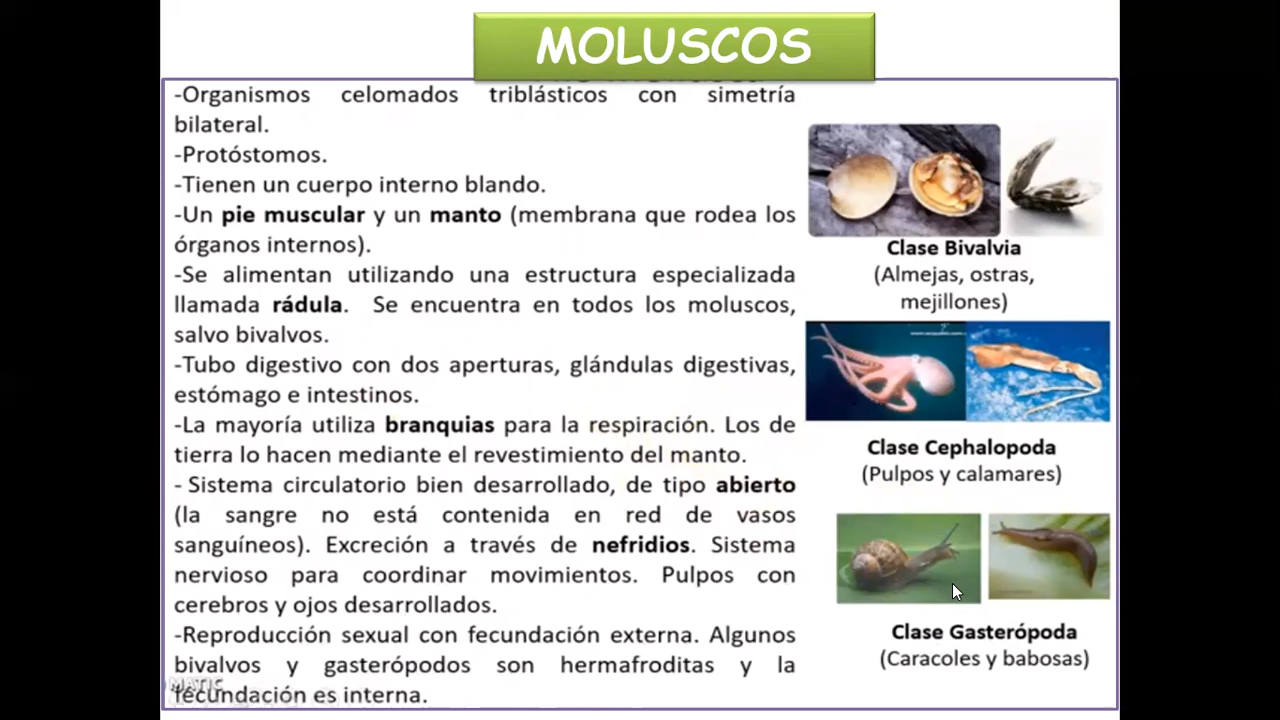 MOLUSCOS
-Organismos celomados triblásticos con simetría
bilateral.
-Protóstomos.
-Tienen un cuerpo interno blando.
-Un pie muscular y un manto (membrana que rodea los
órganos internos).
-Se alimentan utilizando una estructura especializada
llamada rádula. Se encuentra en todos los moluscos,
salvo bivalvos.
-Tubo digestivo con dos aperturas, glándulas digestivas,
estómago e intestinos.
-La mayoría utiliza branquias para la respiración. Los de
tierra lo hacen mediante el revestimiento del manto.
- Sistema circulatorio bien desarrollado, de tipo abierto
(la sangre no está contenida en red de vasos
sanguíneos). Excreción a través de nefridios. Sistema
nervioso para coordinar movimientos. Pulpos con
cerebros y ojos desarrollados.
-Reproducción sexual con fecundación externa. Algunos
bivalvos y gasterópodos son hermafroditas y la
fecundación es interna.
MATIC
Clase Bivalvia
(Almejas, ostras,
mejillones)
Clase Cephalopoda
(Pulpos y calamares)
Clase Gasterópoda
(Caracoles y babosas)